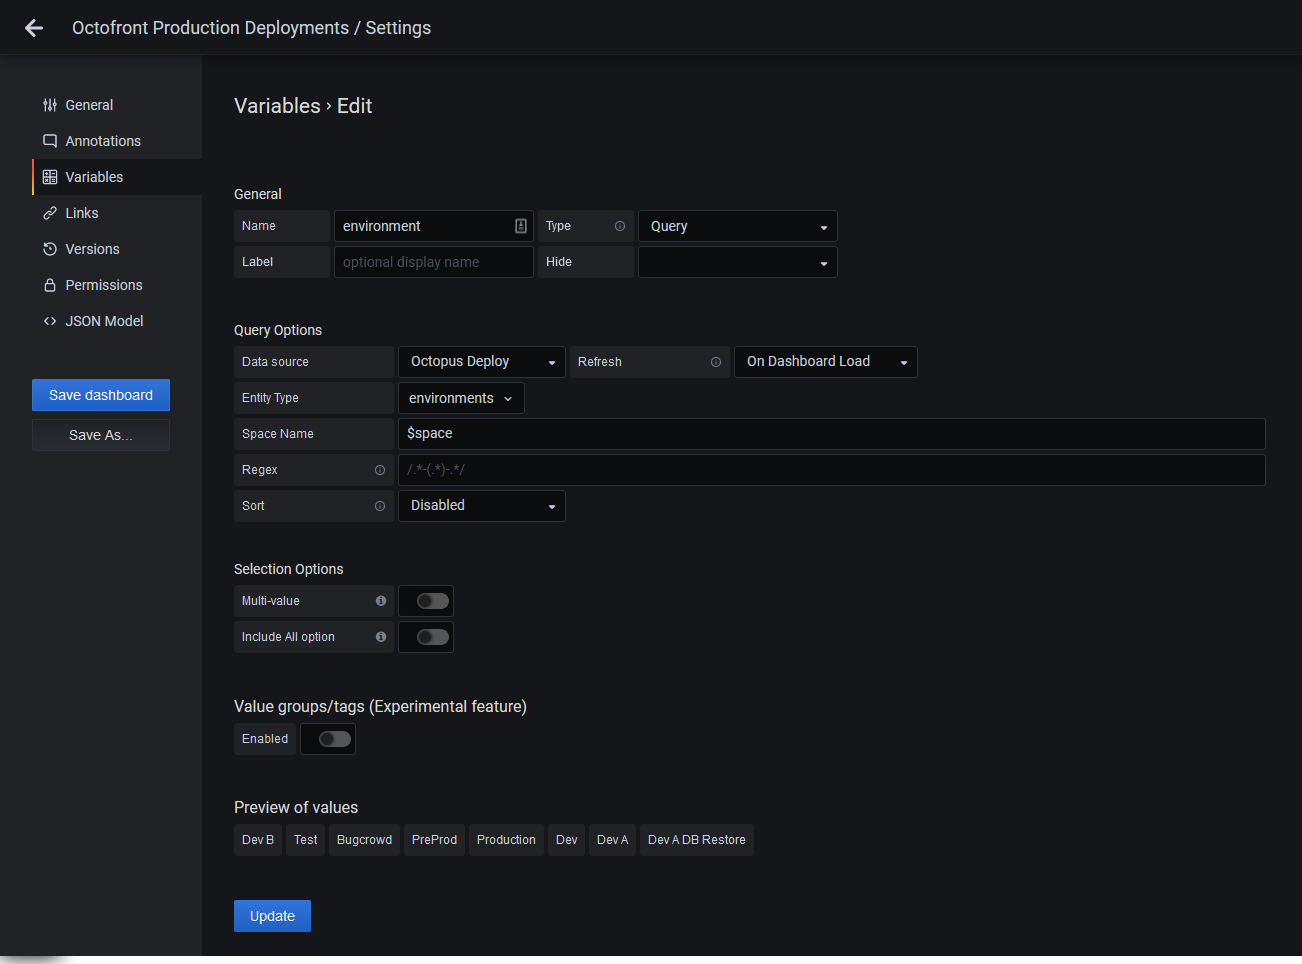 Octofront Production Deployments / Settings
General
Annotations
Variables
Links
Versions
Permissions
JSON Model
Save dashboard
Save As...
Variables › Edit
General
Name environment Type Query
Label optional display name Hide
Query Options
Data source Octopus Deploy Refresh On Dashboard Load
Entity Type environments
Space Name $space
Regex /.*-(.*)-.*/
Sort Disabled
Selection Options
Multi-value
Include All option
Value groups/tags (Experimental feature)
Enabled
Preview of values
Dev B Test Bugcrowd PreProd Production Dev Dev A Dev A DB Restore
Update